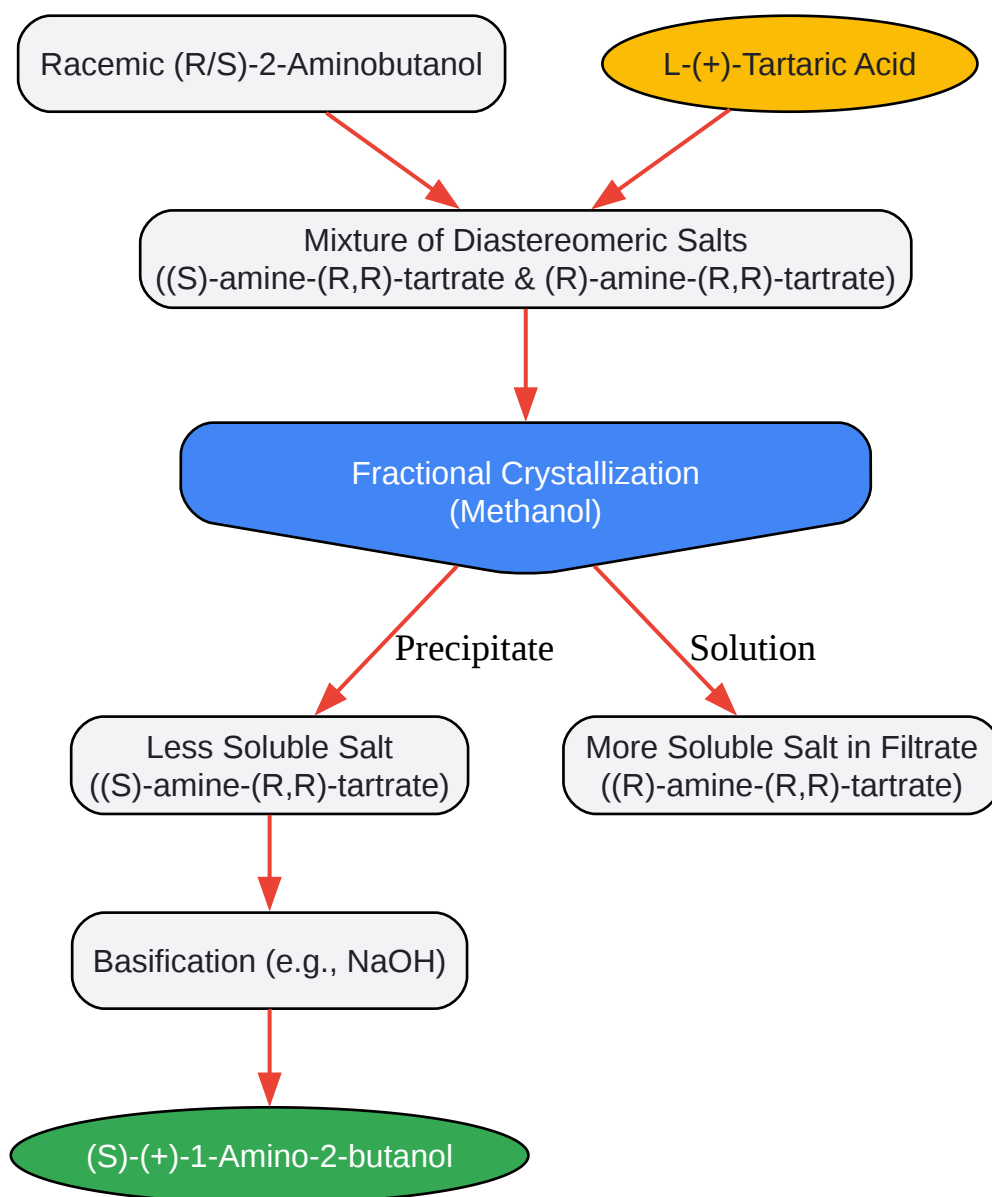 Racemic (R/S)-2-Aminobutanol
L-(+)-Tartaric Acid
Mixture of Diastereomeric Salts
((S)-amine-(R,R)-tartrate & (R)-amine-(R,R)-tartrate)
Fractional Crystallization
(Methanol)
Precipitate
Solution
Less Soluble Salt
((S)-amine-(R,R)-tartrate)
More Soluble Salt in Filtrate
((R)-amine-(R,R)-tartrate)
Basification (e.g., NaOH)
(S)-(+)-1-Amino-2-butanol